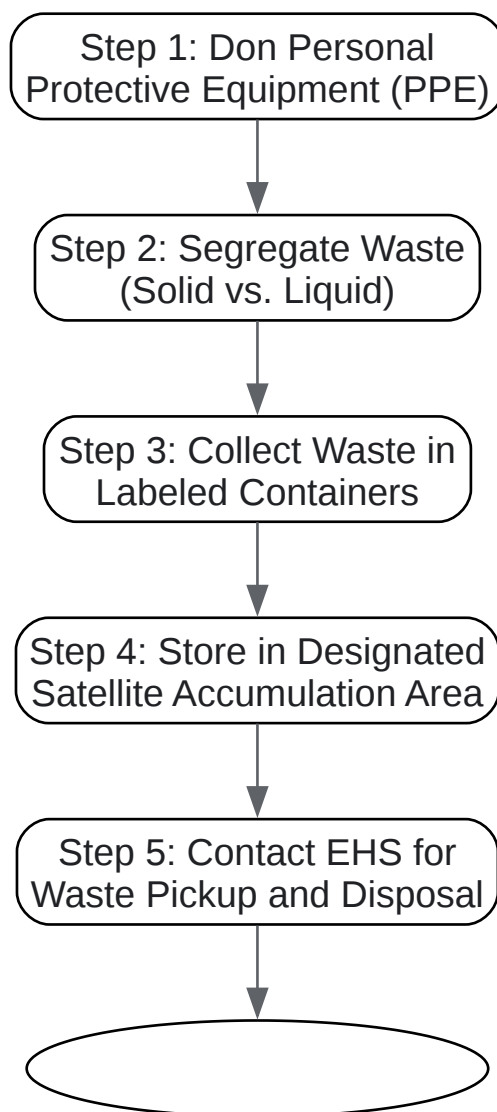 Step 1: Don Personal
Protective Equipment (PPE)
Step 2: Segregate Waste
(Solid vs. Liquid)
Step 3: Collect Waste in
Labeled Containers
Step 4: Store in Designated
Satellite Accumulation Area
Step 5: Contact EHS for
Waste Pickup and Disposal